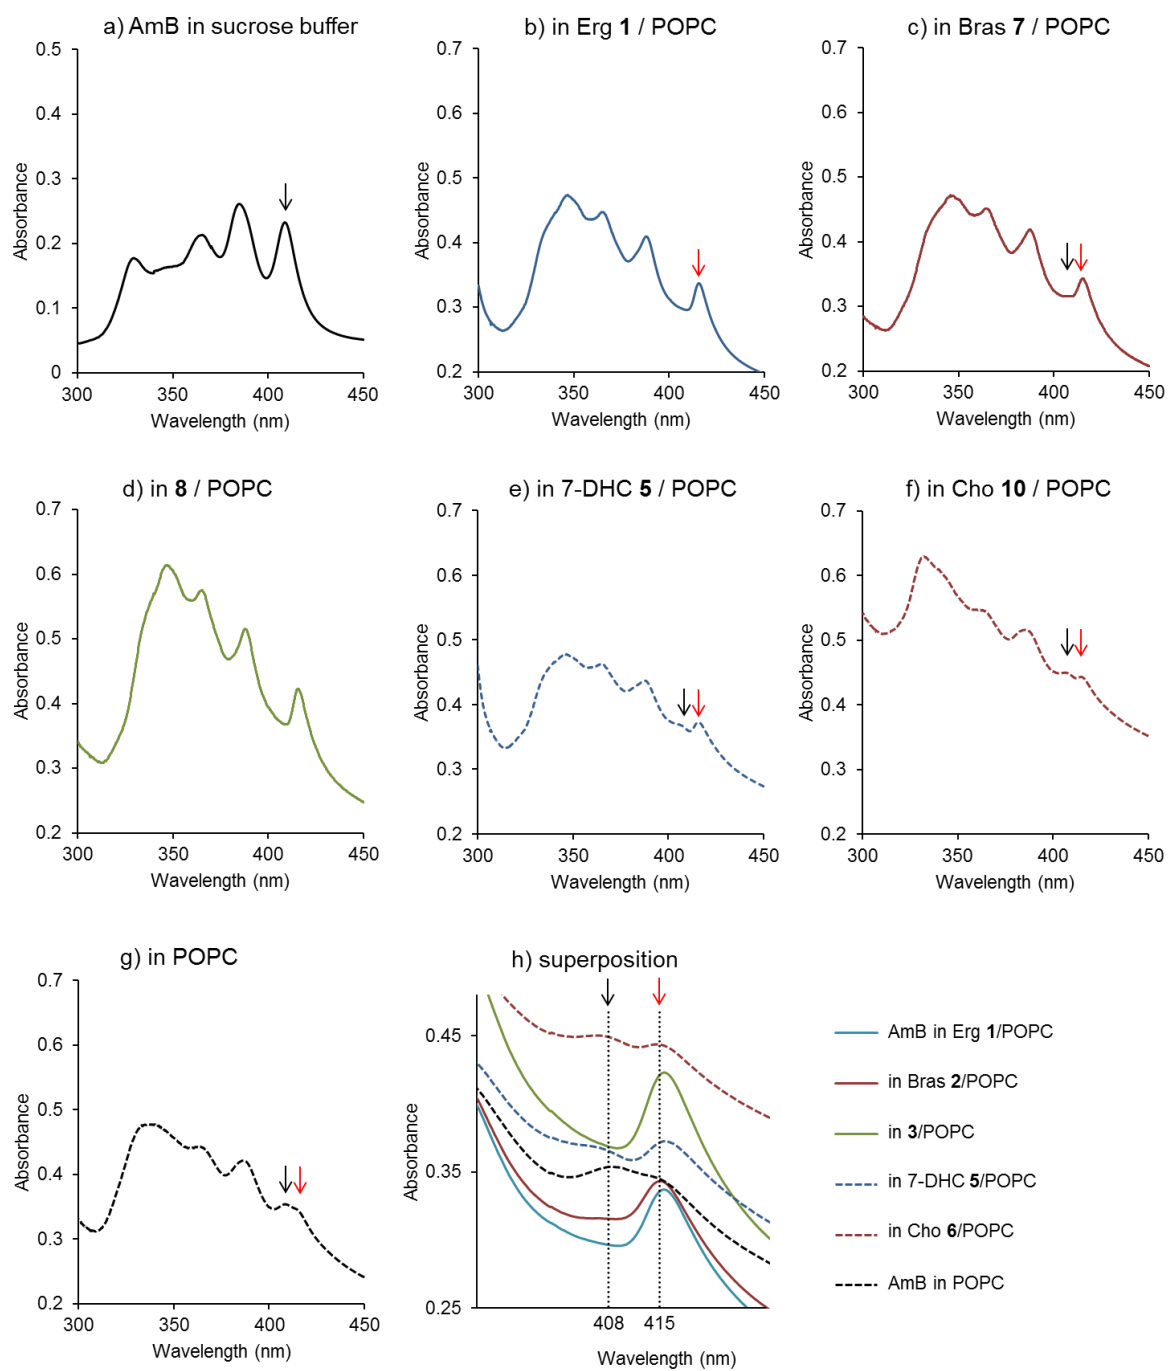 a) AmB in sucrose buffer
0.5
0.4
0.3
0.2
0.1
0
Absorbance
300
350
400
450
Wavelength (nm)
b) in Erg 1 / POPC
0.7
0.6
0.5
0.4
0.3
0.2
Absorbance
300
350
400
450
Wavelength (nm)
c) in Bras 7 / POPC
0.7
0.6
0.5
0.4
0.3
0.2
Absorbance
300
350
400
450
Wavelength (nm)
d) in 8 / POPC
0.7
0.6
0.5
0.4
0.3
0.2
Absorbance
300
350
400
450
Wavelength (nm)
e) in 7-DHC 5 / POPC
0.7
0.6
0.5
0.4
0.3
0.2
Absorbance
300
350
400
450
Wavelength (nm)
f) in Cho 10 / POPC
0.7
0.6
0.5
0.4
0.3
0.2
Absorbance
300
350
400
450
Wavelength (nm)
g) in POPC
0.7
0.6
0.5
0.4
0.3
0.2
Absorbance
300
350
400
450
Wavelength (nm)
h) superposition
0.45
0.35
0.25
Absorbance
408
415
Wavelength (nm)
AmB in Erg 1/POPC
in Bras 2/POPC
in 3/POPC
in 7-DHC 5/POPC
in Cho 6/POPC
AmB in POPC